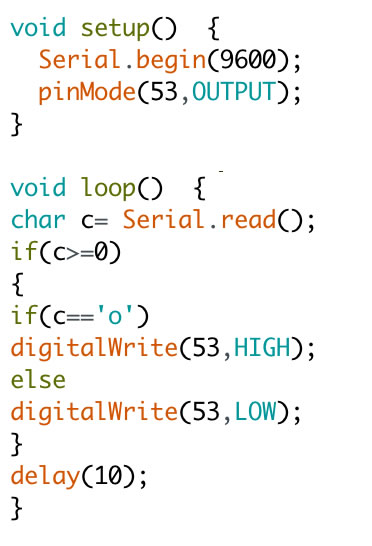 void setup()  {
  Serial.begin(9600);
  pinMode(53,OUTPUT);
}
void loop()  {
char c= Serial.read();
if(c>=0)
{
if(c=='o')
digitalWrite(53,HIGH);
else
digitalWrite(53,LOW);
}
delay(10);
}